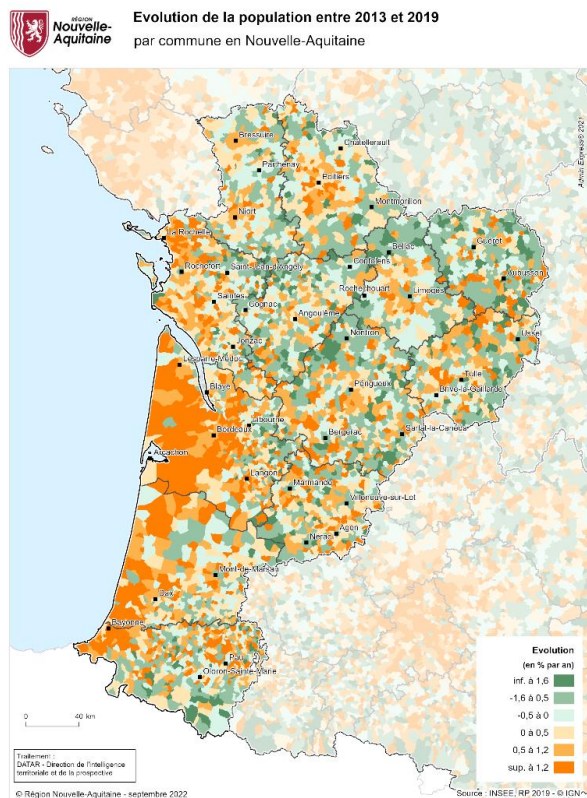 RÉGION
Nouvelle-
Aquitaine
Evolution de la population entre 2013 et 2019
par commune en Nouvelle-Aquitaine
Admin Express© 2021
Bressuire
Châtellerault
Parthenay
Poitiers
Montmorillon
Niort
La Rochelle
Bellac
Guéret
Rochefort
Saint-Jean-d'Angély
Confolens
Aubusson
Rochechouart
Limoges
Saintes
Cognac
Angoulême
Jonzac
Nontron
Ussel
Lesparre-Médoc
Tulle
Blaye
Périgueux
Brive-la-Gaillarde
Libourne
Bordeaux
Bergerac
Sarlat-la-Canéda
Arcachon
Langon
Marmande
Villeneuve-sur-Lot
Agen
Nérac
Mont-de-Marsan
Dax
Bayonne
Pau
Oloron-Sainte-Marie
Evolution
(en % par an)
inf. à 1,6
-1,6 à 0,5
-0,5 à 0
0 à 0,5
0,5 à 1,2
sup. à 1,2
0 40 km
Traitement :
DATAR - Direction de l'intelligence
territoriale et de la prospective
© Région Nouvelle-Aquitaine - septembre 2022
Source : INSEE, RP 2019 - © IGN